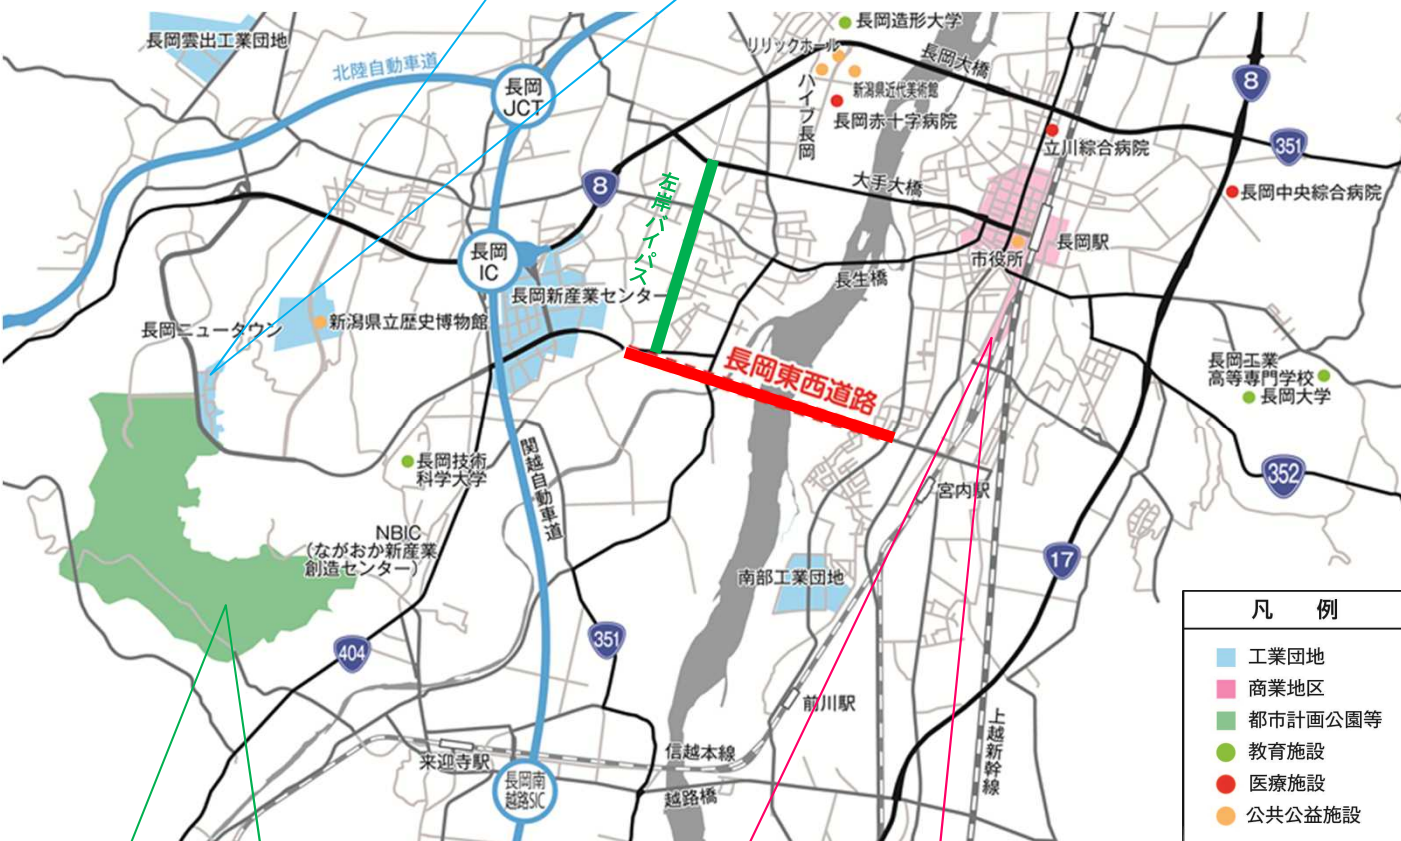 長岡造形大学
長岡雲出工業団地
リリックホール
長岡大橋
北陸自動車道
長岡
JCT
8
新潟県近代美術館
ハイブ長岡
長岡赤十字病院
立川綜合病院
351
8
左岸バイパス
大手大橋
長岡中央綜合病院
長岡
IC
長岡駅
市役所
長生橋
長岡新産業センター
長岡ニュータウン
新潟県立歴史博物館
長岡東西道路
長岡工業
高等専門学校
長岡大学
長岡技術
科学大学
関越自動車道
352
宮内駅
NBIC
(ながおか新産業
創造センター)
17
南部工業団地
404
351
前川駅
上越新幹線
信越本線
来迎寺駅
長岡南
越路SIC
越路橋
凡 例
工業団地
商業地区
都市計画公園等
教育施設
医療施設
公共公益施設